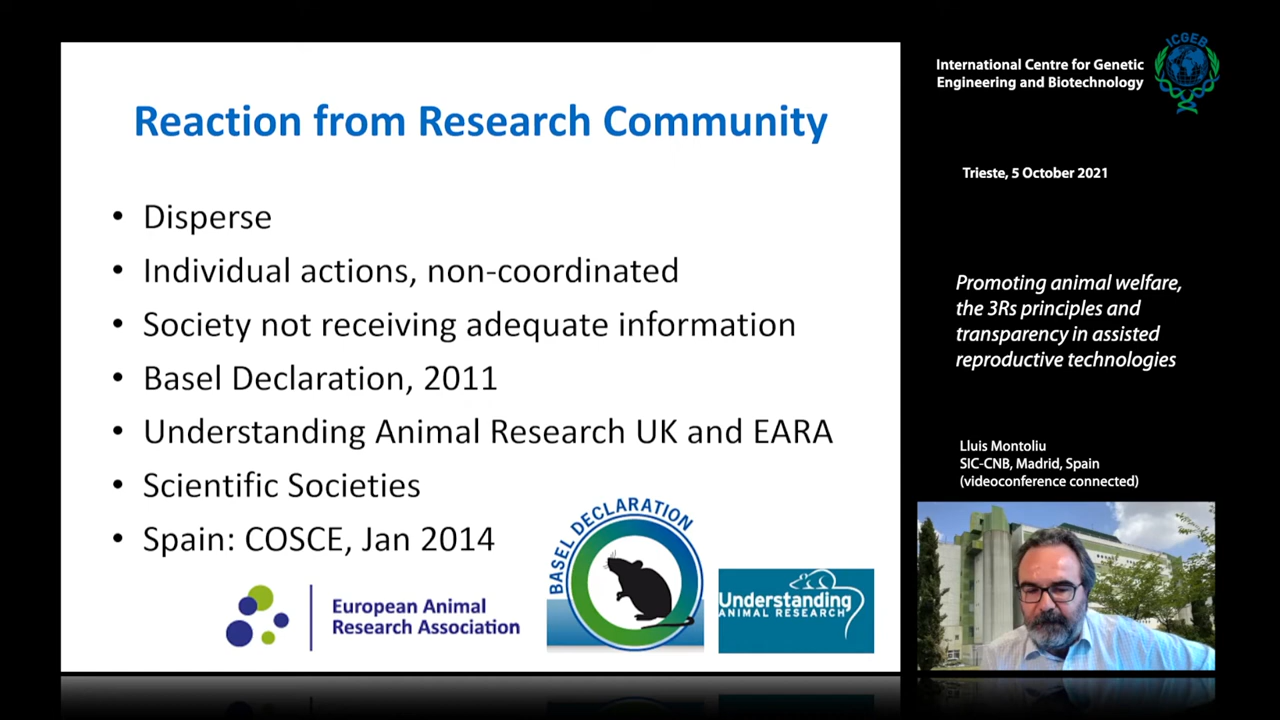 Reaction from Research Community
• Disperse
• Individual actions, non-coordinated
• Society not receiving adequate information
• Basel Declaration, 2011
• Understanding Animal Research UK and EARA
• Scientific Societies
• Spain: COSCE, Jan 2014
European Animal
Research Association
BASEL DECLARATION
Understanding
ANIMAL RESEARCH
International Centre for Genetic
Engineering and Biotechnology
ICGEB
Trieste, 5 October 2021
Promoting animal welfare,
the 3Rs principles and
transparency in assisted
reproductive technologies
Lluis Montoliu
SIC-CNB, Madrid, Spain
(videoconference connected)